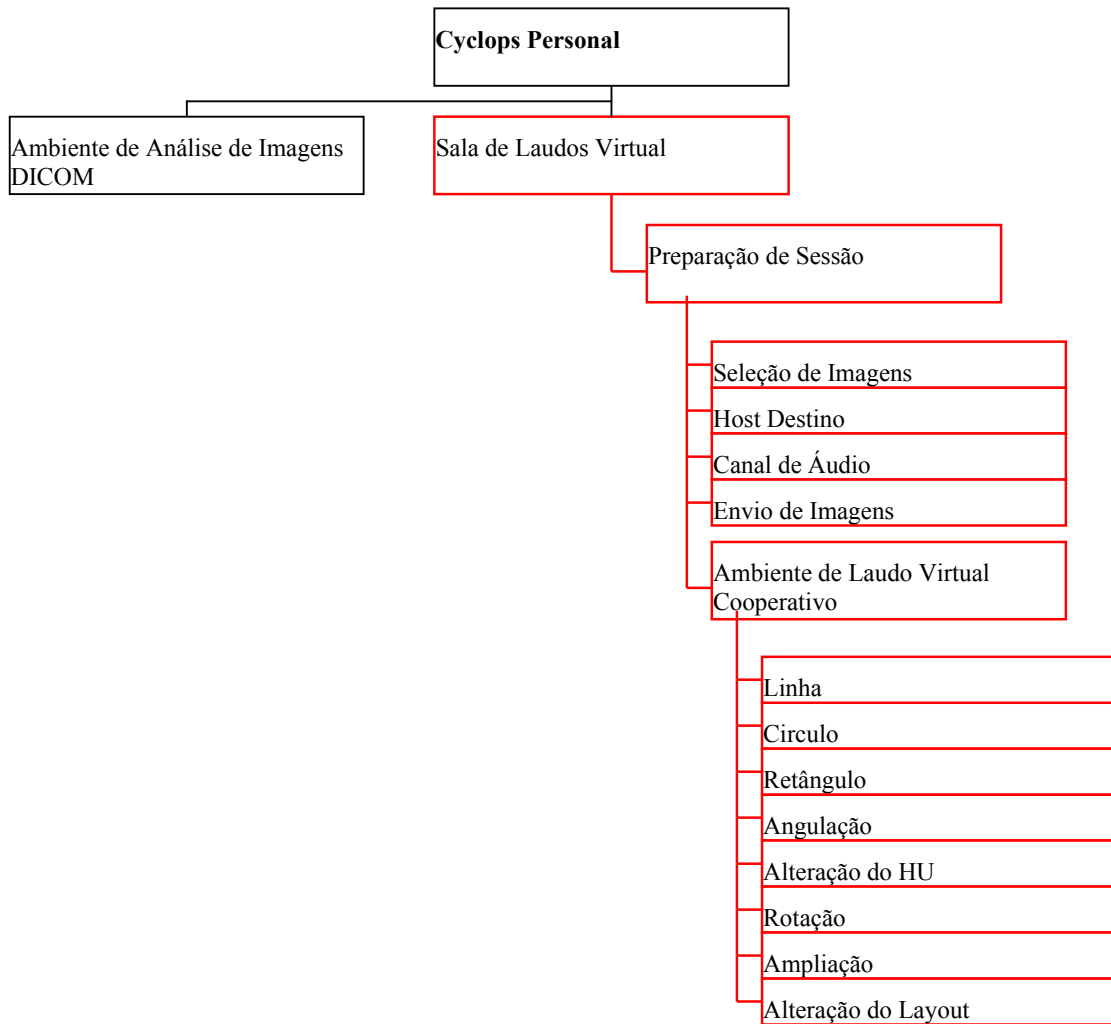 Cyclops Personal
Ambiente de Análise de Imagens
DICOM
Sala de Laudos Virtual
Preparação de Sessão
Seleção de Imagens
Host Destino
Canal de Áudio
Envio de Imagens
Ambiente de Laudo Virtual
Cooperativo
Linha
Circulo
Retângulo
Angulação
Alteração do HU
Rotação
Ampliação
Alteração do Layout